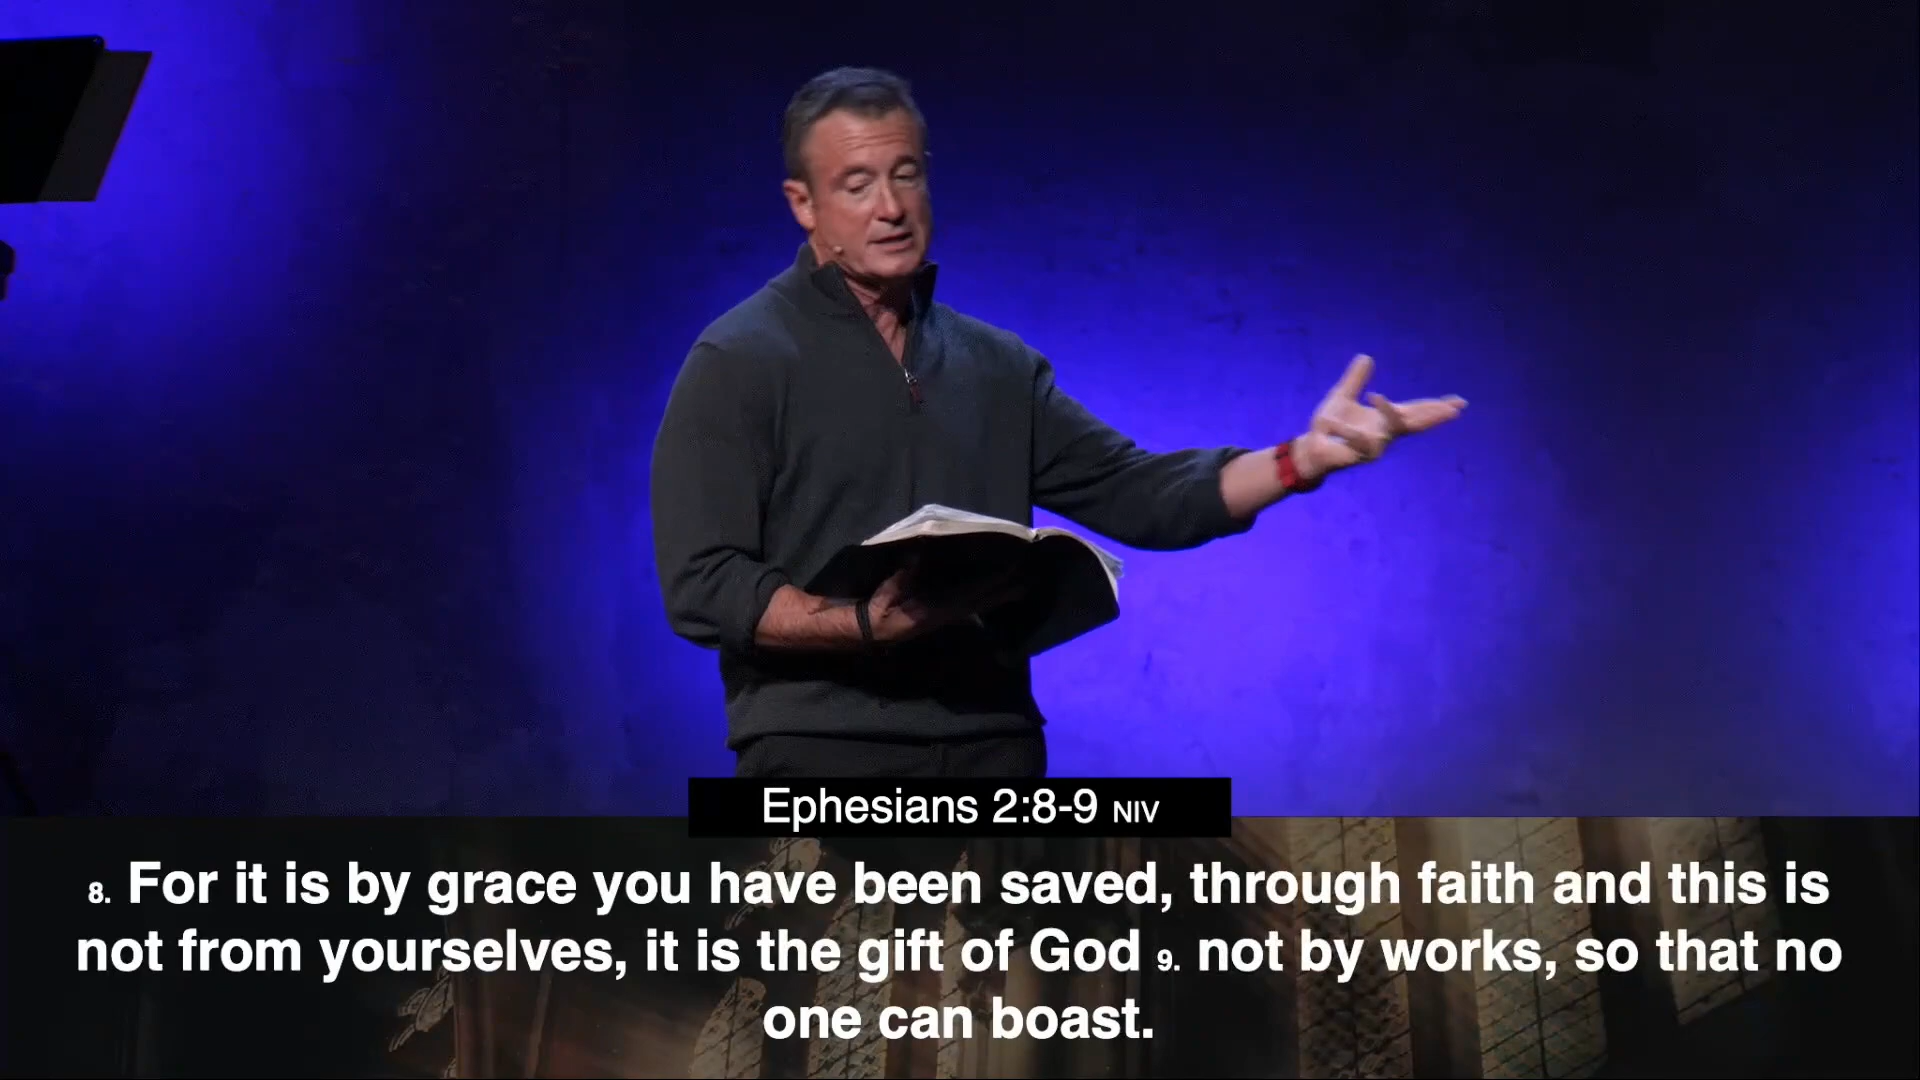 Ephesians 2:8-9 NIV
8. For it is by grace you have been saved, through faith and this is
not from yourselves, it is the gift of God 9. not by works, so that no
one can boast.